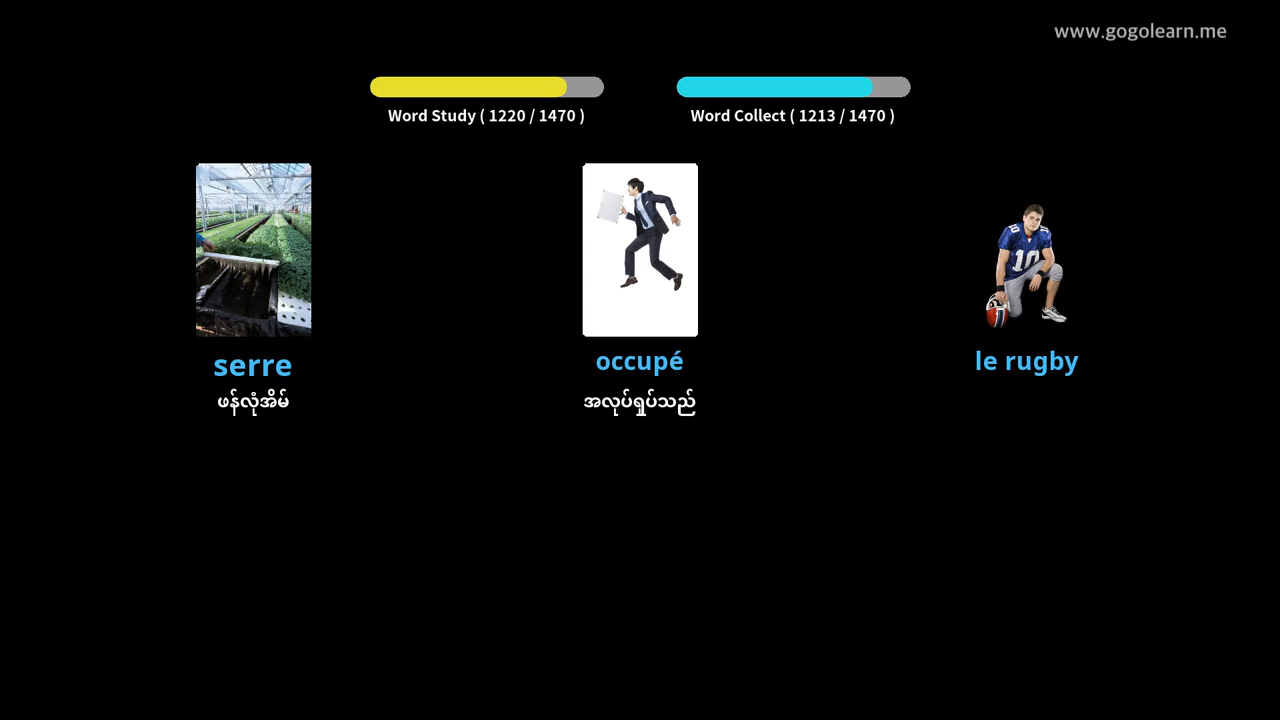 www.gogolearn.me
Word Study ( 1220 / 1470 )
Word Collect ( 1213 / 1470 )
serre
occupé
le rugby
ဖန်လုံအိမ်
အလုပ်ရှုပ်သည်
10